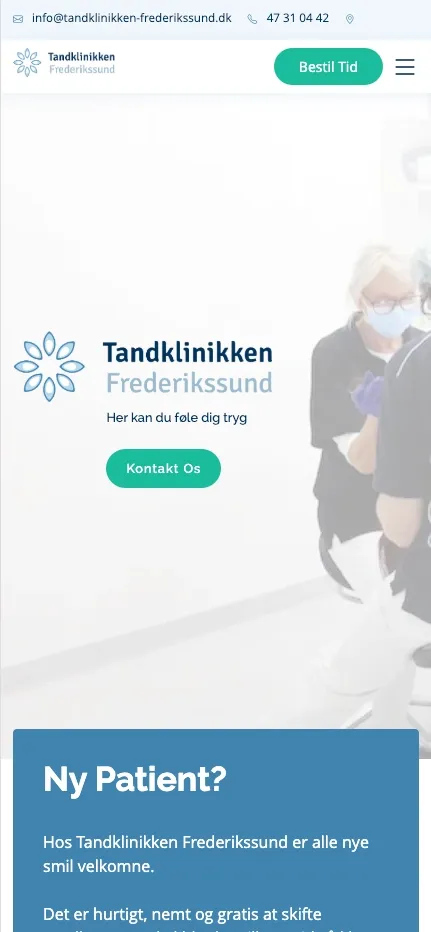 info@tandklinikken-frederikssund.dk 47 31 04 42
Tandklinikken
Frederikssund
Bestil Tid
Tandklinikken
Frederikssund
Her kan du føle dig tryg
Kontakt Os
Ny Patient?
Hos Tandklinikken Frederikssund er alle nye
smil velkomne.
Det er hurtigt, nemt og gratis at skifte